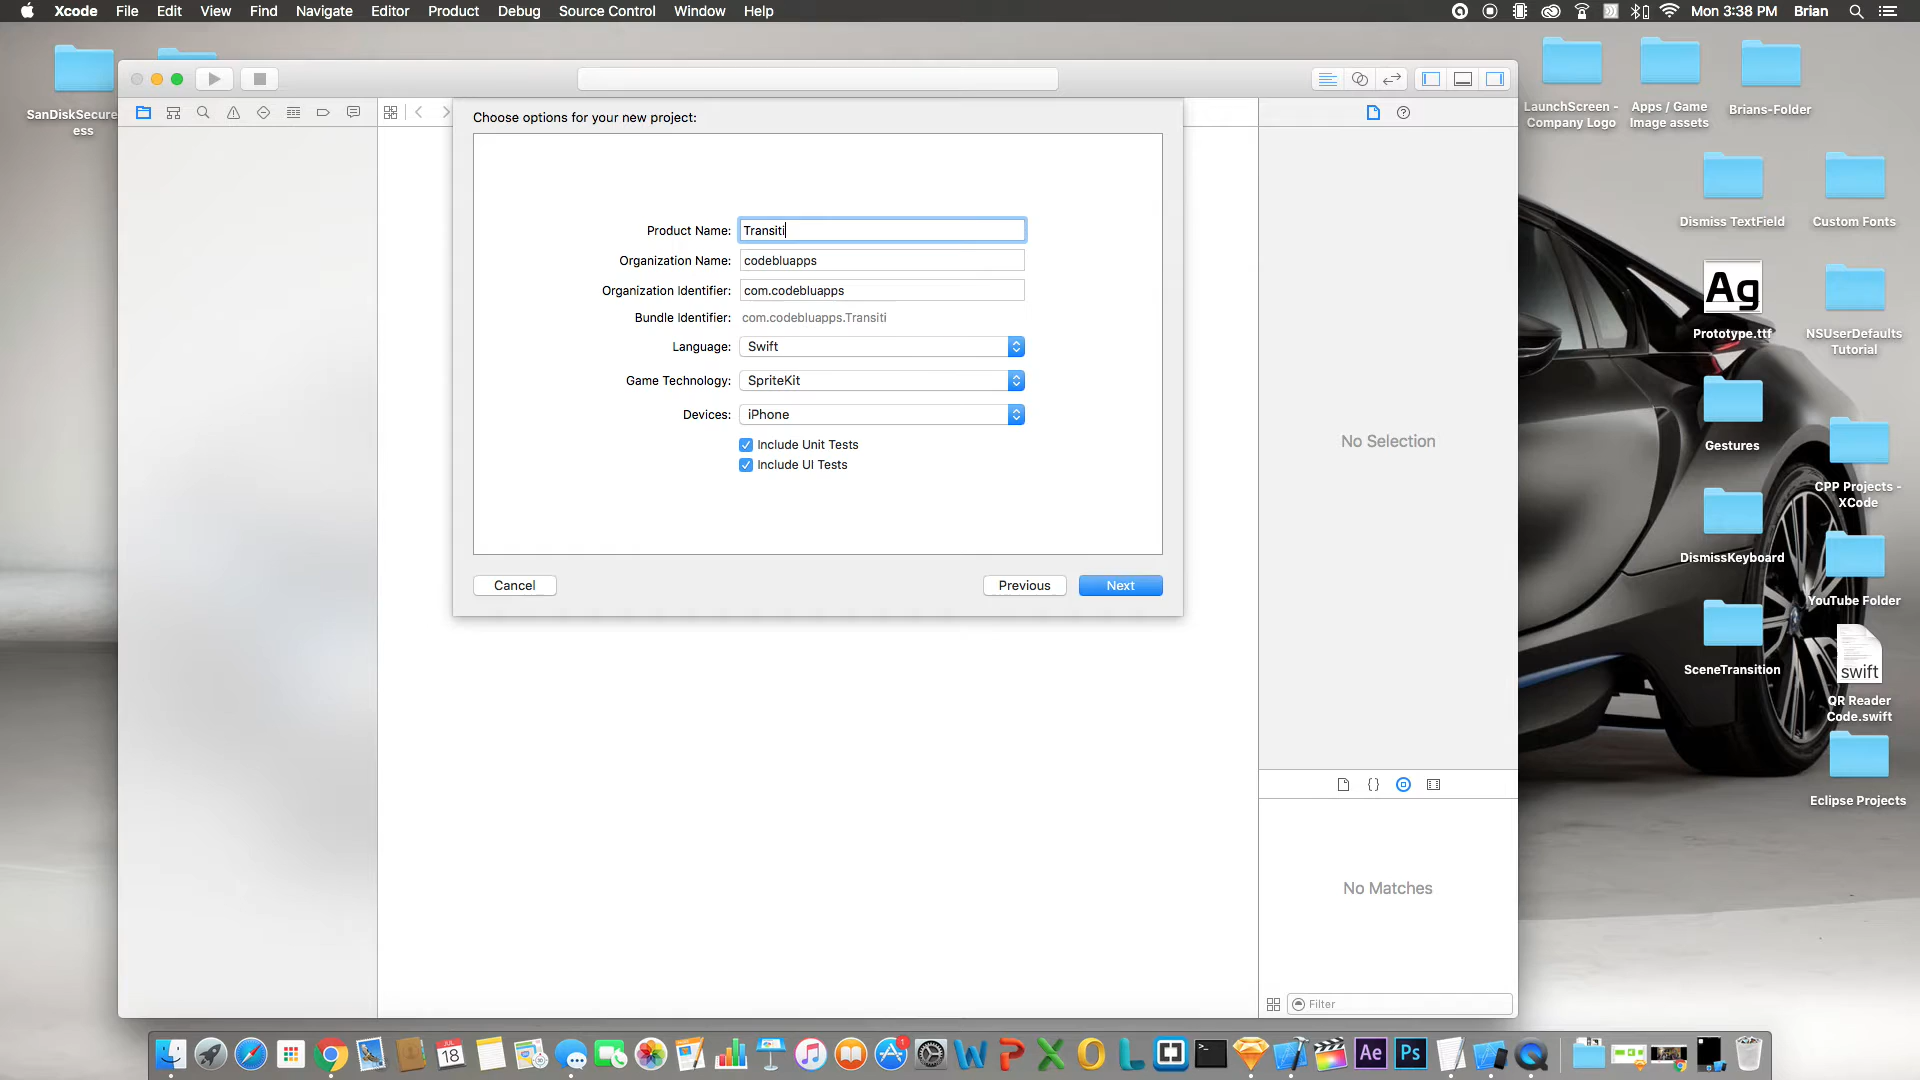 Xcode File Edit View Find Navigate Editor Product Debug Source Control Window Help
Mon 3:38 PM Brian
SanDiskSecure
ess
LaunchScreen -
Company Logo
Apps / Game
Image assets
Brians-Folder
Choose options for your new project:
Product Name: Transiti
Organization Name: codebluapps
Organization Identifier: com.codebluapps
Bundle Identifier: com.codebluapps.Transiti
Language: Swift
Game Technology: SpriteKit
Devices: iPhone
Include Unit Tests
Include UI Tests
Cancel
Previous
Next
No Selection
No Matches
Filter
Dismiss TextField
Custom Fonts
Ag
Prototype.ttf
NSUserDefaults
Tutorial
Gestures
CPP Projects -
XCode
DismissKeyboard
YouTube Folder
SceneTransition
swift
QR Reader
Code.swift
Eclipse Projects
JUL
18
1
Ae
Ps